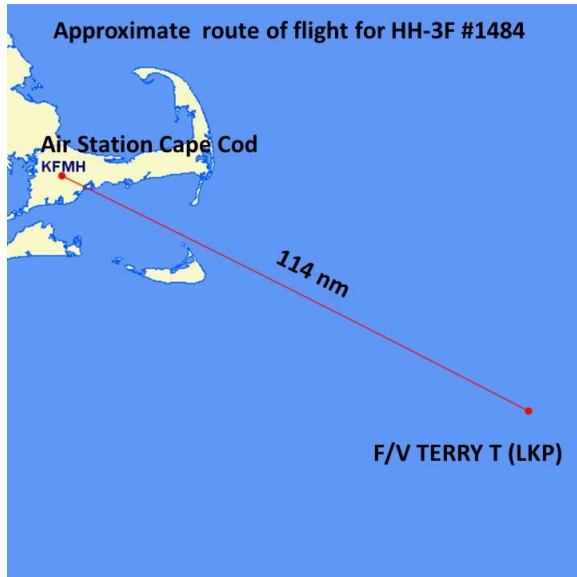 Approximate route of flight for HH-3F #1484
Air Station Cape Cod
KFMH
114 nm
F/V TERRY T (LKP)